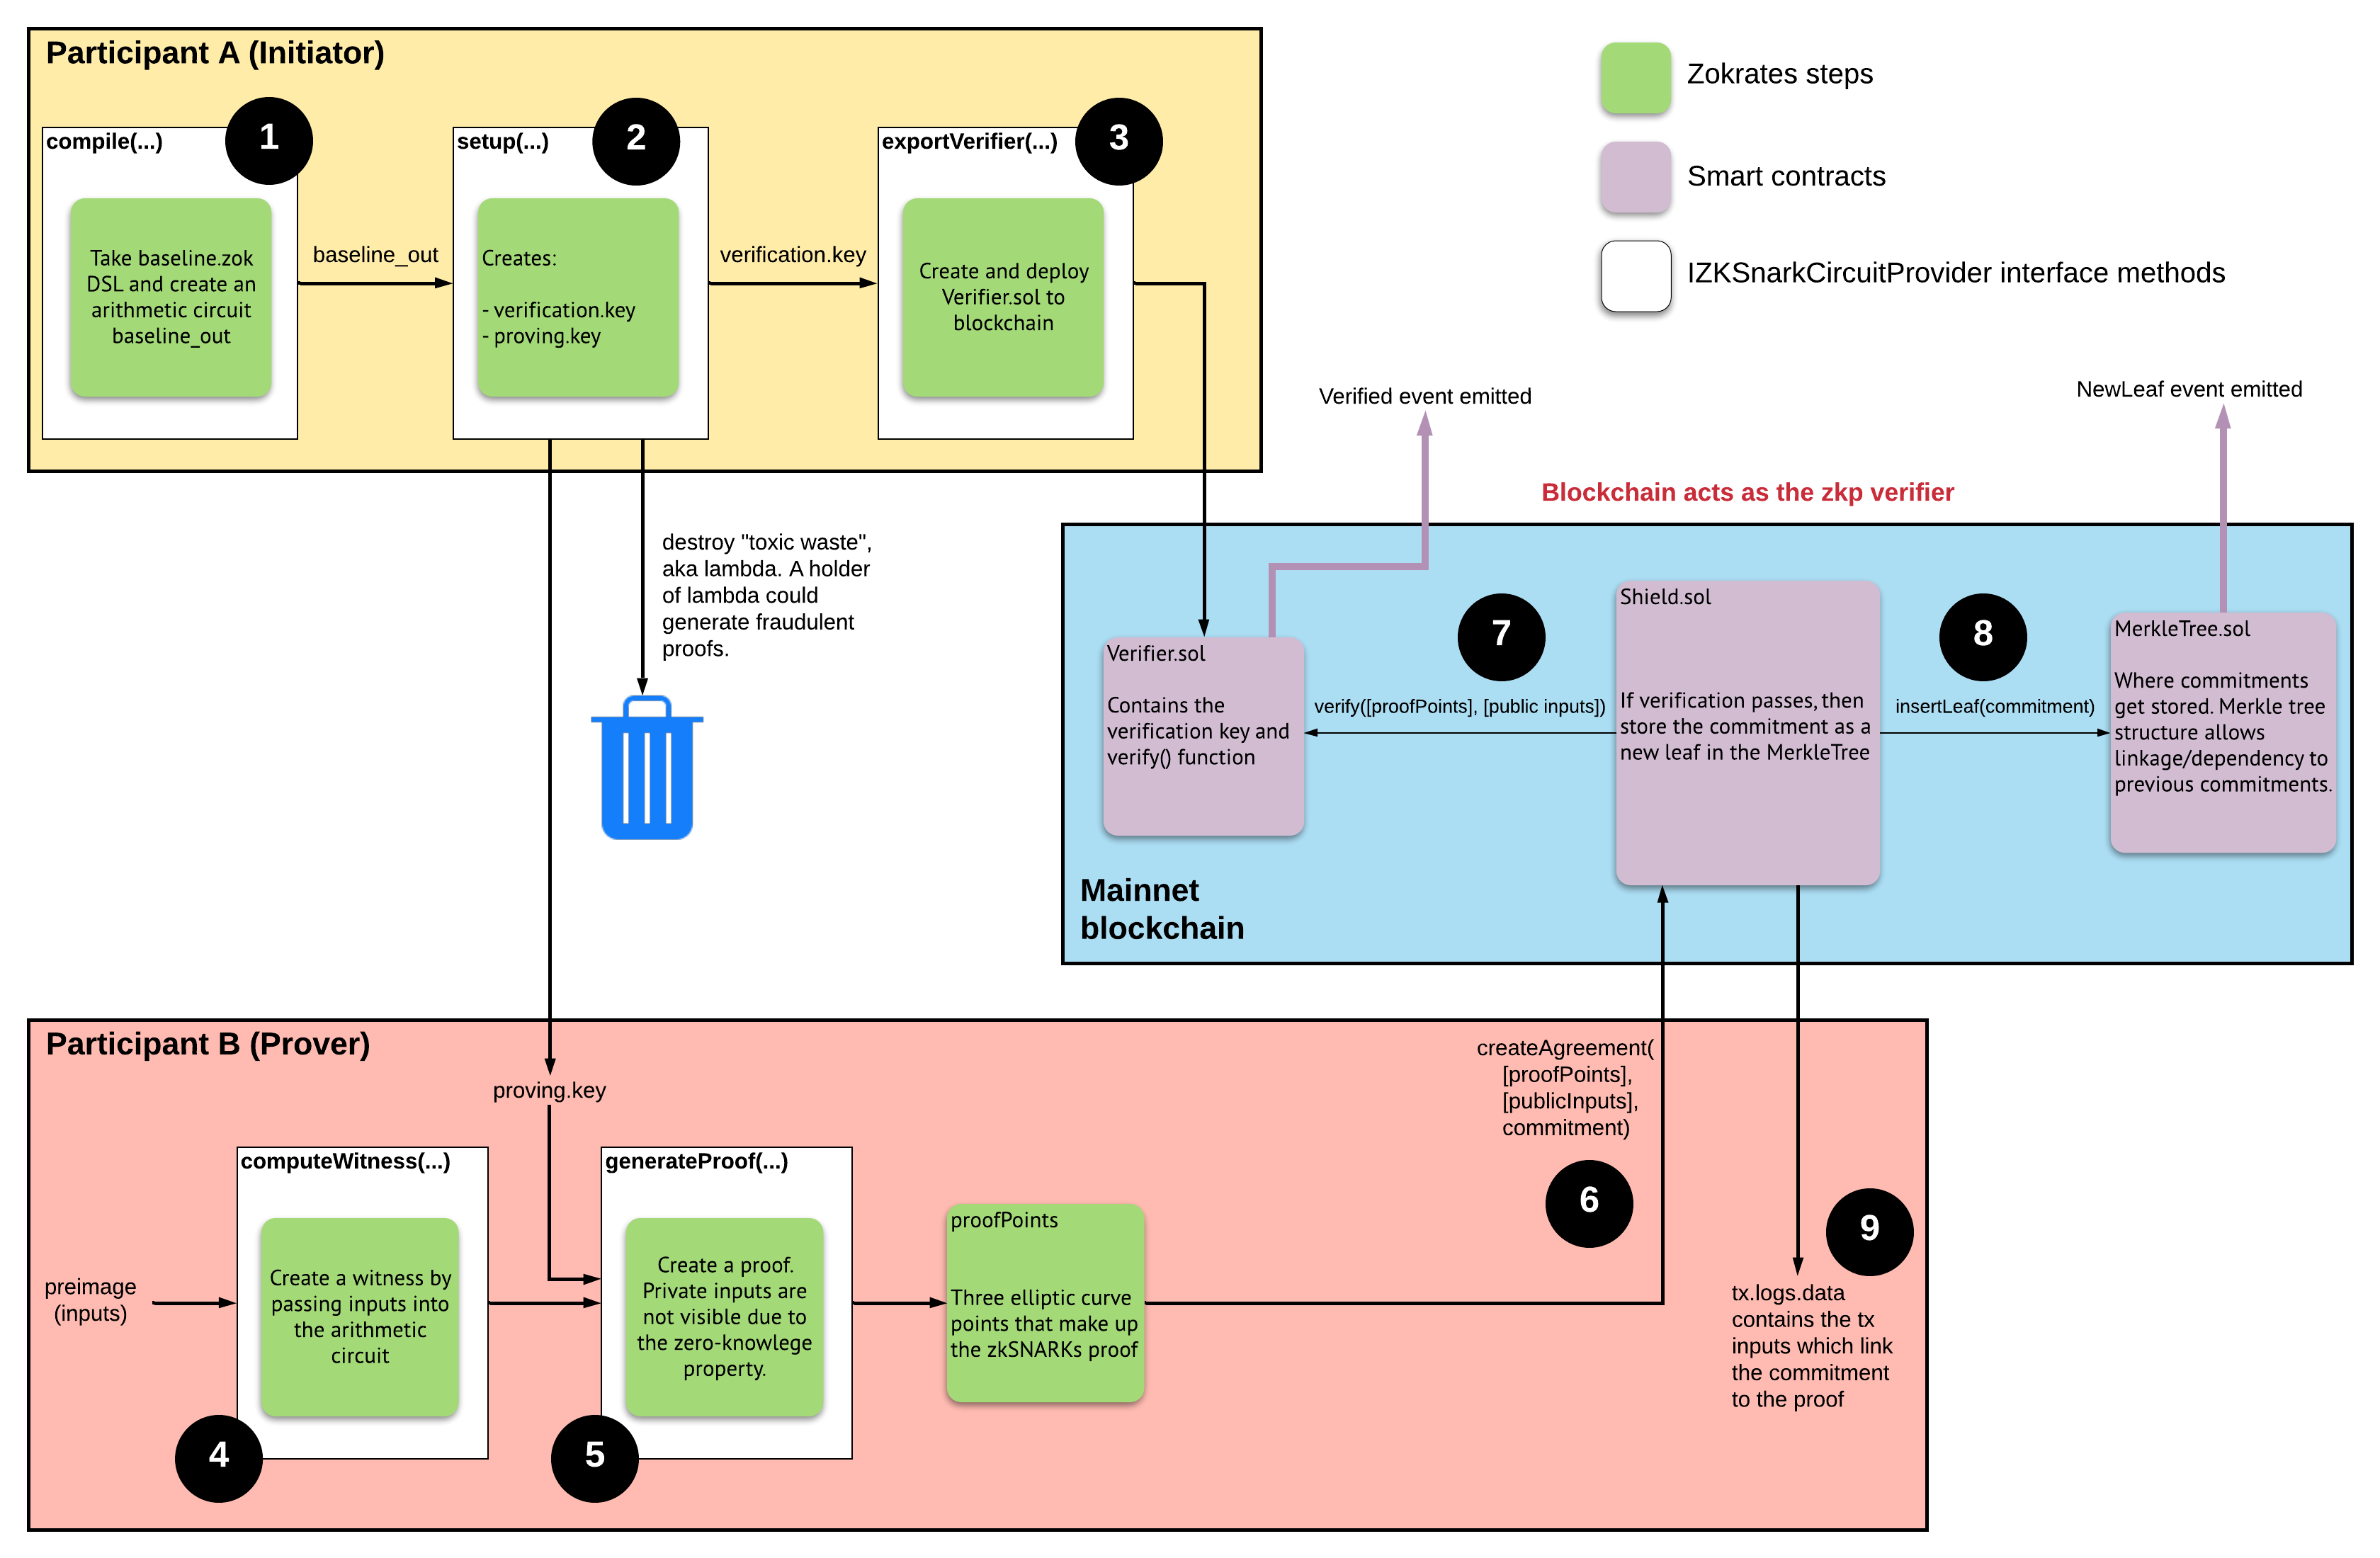 Participant A (Initiator)
compile(...)
1
Take baseline.zok
DSL and create an
arithmetic circuit
baseline_out
baseline_out
setup(...)
2
Creates:
- verification.key
- proving.key
verification.key
exportVerifier(...)
3
Create and deploy
Verifier.sol to
blockchain
Zokrates steps
Smart contracts
IZKSnarkCircuitProvider interface methods
destroy "toxic waste",
aka lambda. A holder
of lambda could
generate fraudulent
proofs.
Verified event emitted
NewLeaf event emitted
Blockchain acts as the zkp verifier
Verifier.sol
Contains the
verification key and
verify() function
7
verify([proofPoints], [public inputs])
Shield.sol
If verification passes, then
store the commitment as a
new leaf in the MerkleTree
8
insertLeaf(commitment)
MerkleTree.sol
Where commitments
get stored. Merkle tree
structure allows
linkage/dependency to
previous commitments.
Mainnet
blockchain
Participant B (Prover)
proving.key
preimage
(inputs)
computeWitness(...)
Create a witness by
passing inputs into
the arithmetic
circuit
4
generateProof(...)
Create a proof.
Private inputs are
not visible due to
the zero-knowlege
property.
5
proofPoints
Three elliptic curve
points that make up
the zkSNARKs proof
createAgreement(
[proofPoints],
[publicInputs],
commitment)
6
9
tx.logs.data
contains the tx
inputs which link
the commitment
to the proof